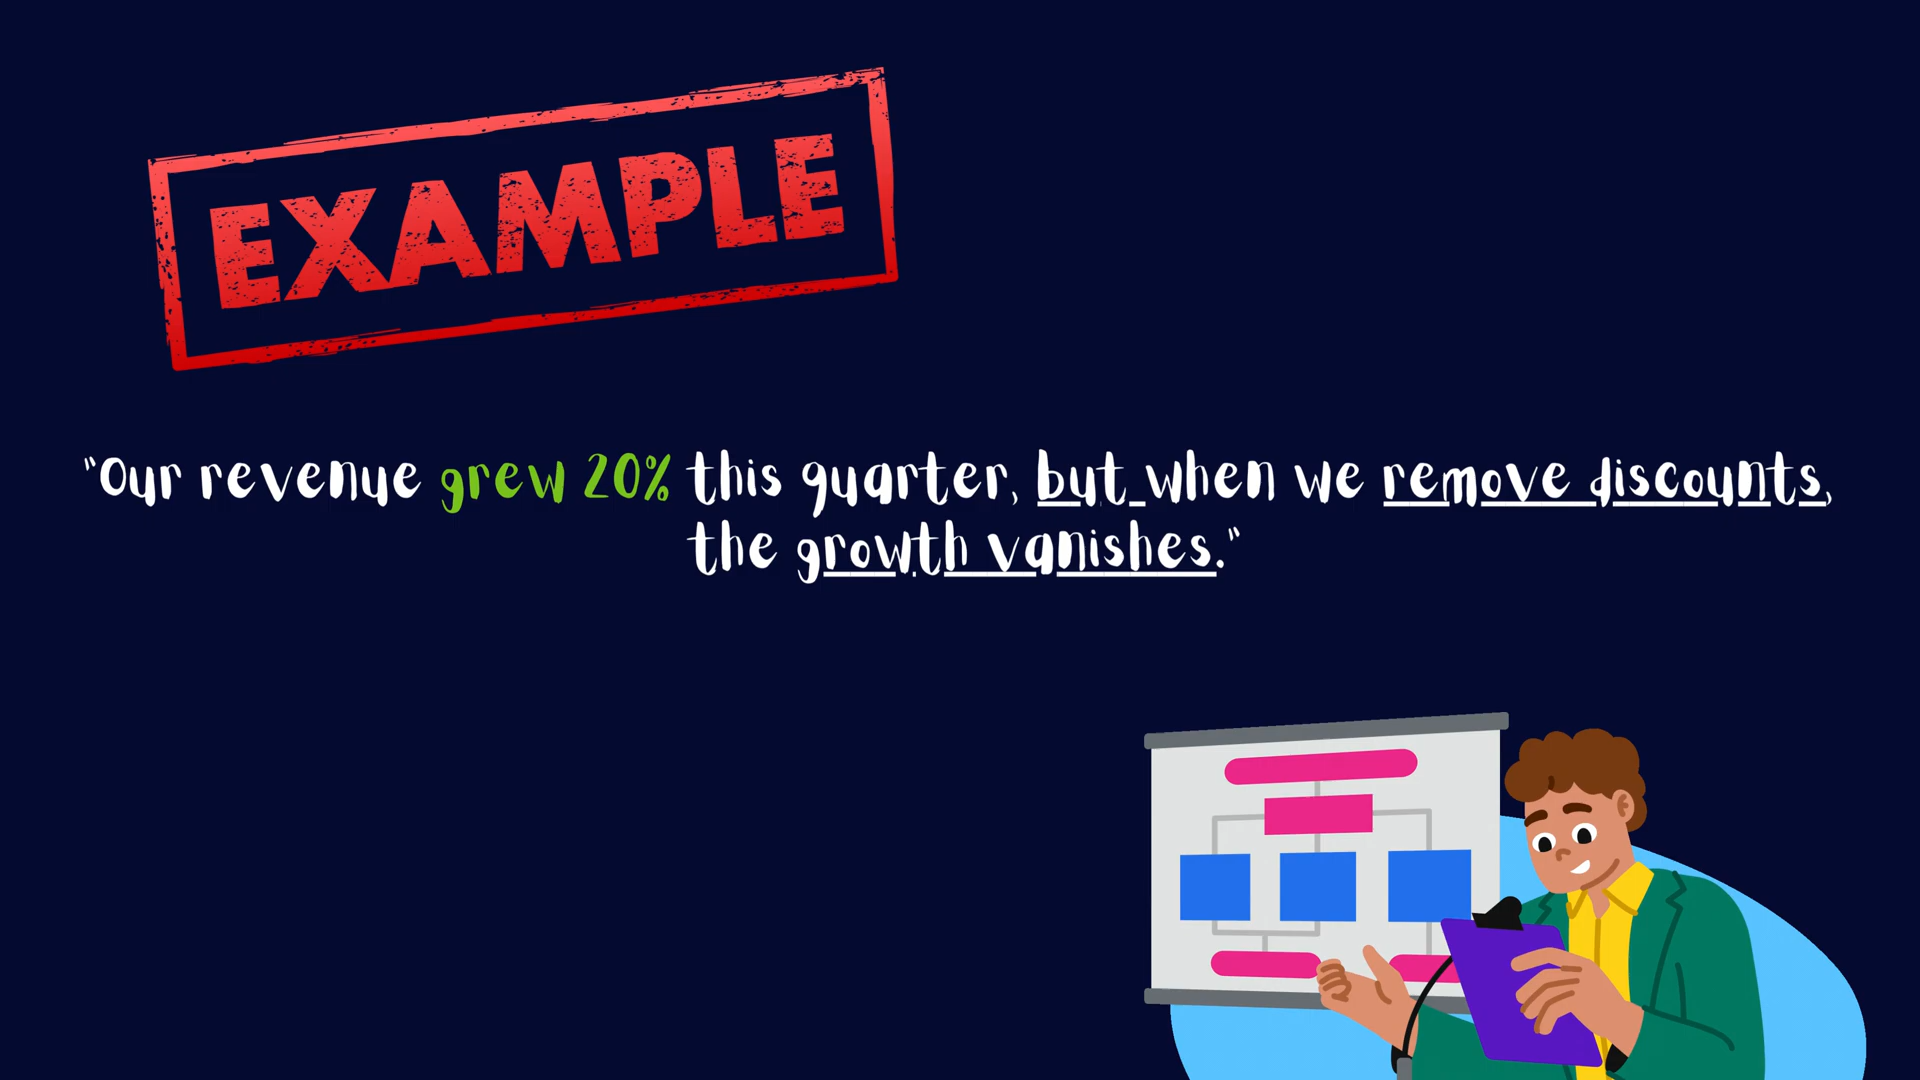 EXAMPLE
"Our revenue grew 20% this quarter, but when we remove discounts,
the growth vanishes."